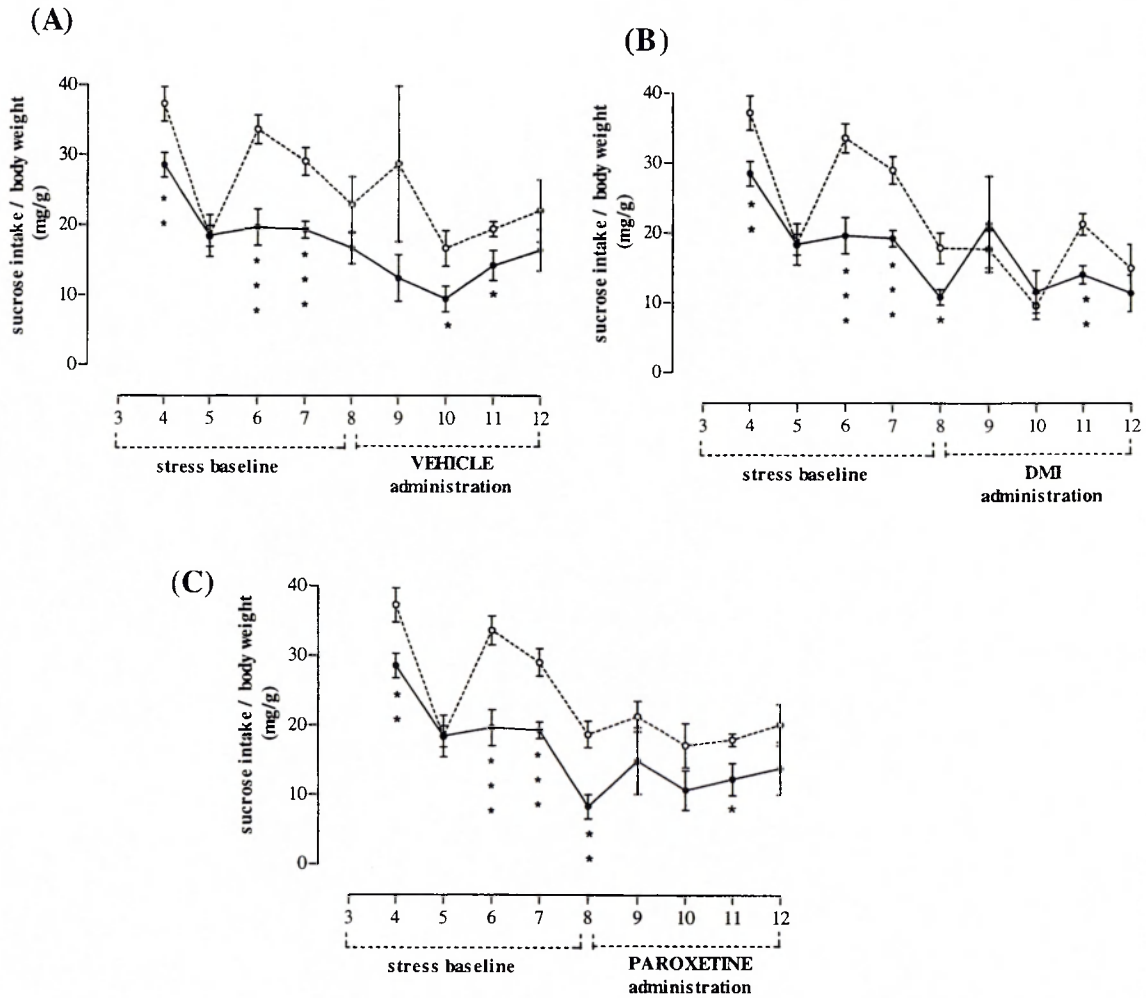 (A)
sucrose intake / body weight
(mg/g)
40
30
20
10
0
* *
* * *
* * *
*
*
3 4 5 6 7 8 9 10 11 12
stress baseline
VEHICLE
administration
(B)
sucrose intake / body weight
(mg/g)
40
30
20
10
0
* *
* * *
* * *
*
* *
3 4 5 6 7 8 9 10 11 12
stress baseline
DMI
administration
(C)
sucrose intake / body weight
(mg/g)
40
30
20
10
0
* *
* * *
* * *
* *
*
3 4 5 6 7 8 9 10 11 12
stress baseline
PAROXETINE
administration